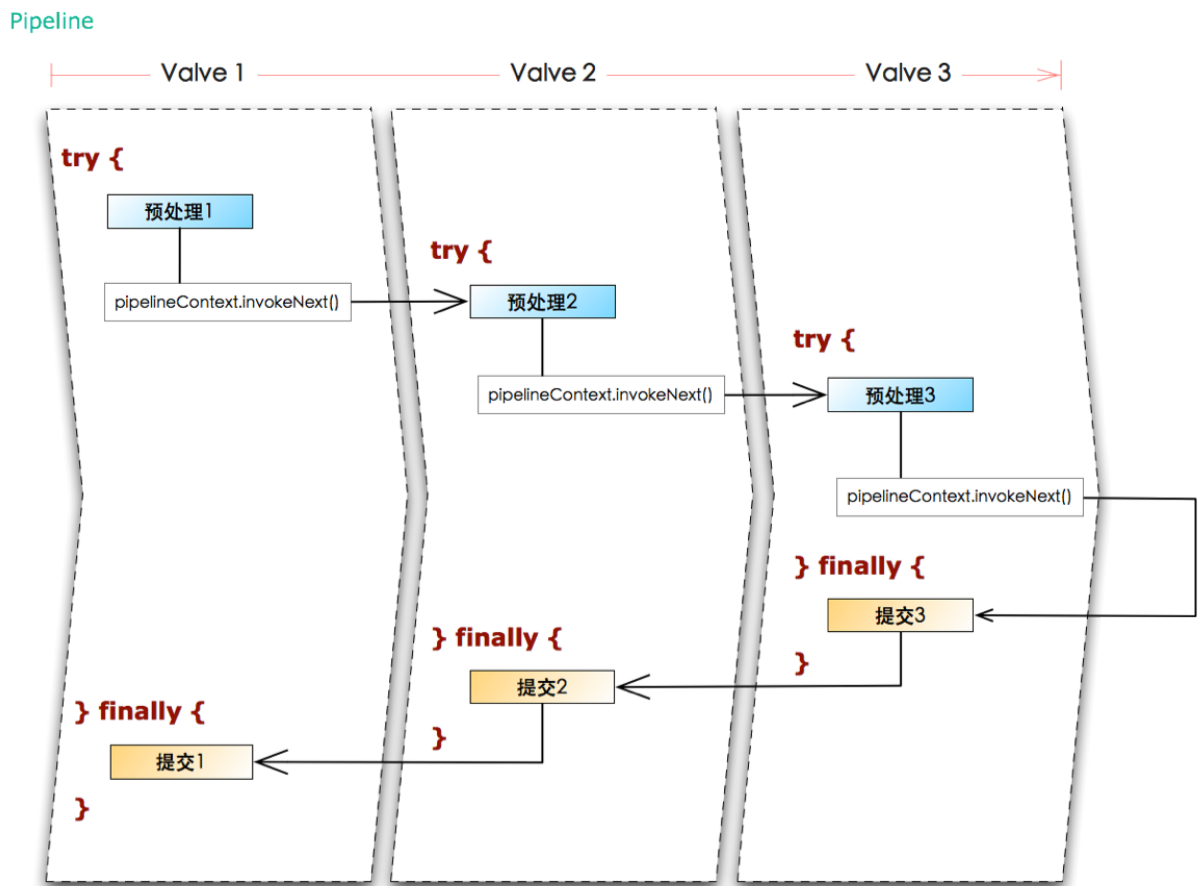 Pipeline
Valve 1
Valve 2
Valve 3
try {
预处理1
pipelineContext.invokeNext()
try {
预处理2
pipelineContext.invokeNext()
try {
预处理3
pipelineContext.invokeNext()
} finally {
提交3
}
} finally {
提交2
}
} finally {
提交1
}